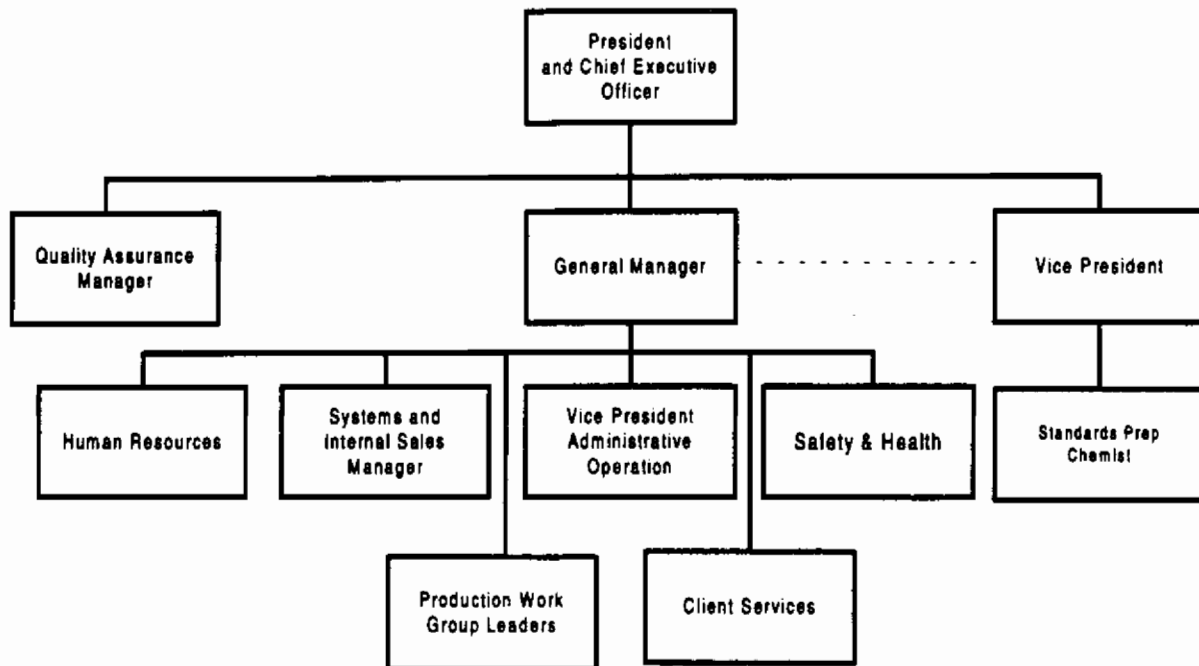 President
and Chief Executive
Officer
Quality Assurance
Manager
General Manager
Vice President
Human Resources
Systems and
Internal Sales
Manager
Vice President
Administrative
Operation
Safety & Health
Standards Prep
Chemist
Production Work
Group Leaders
Client Services